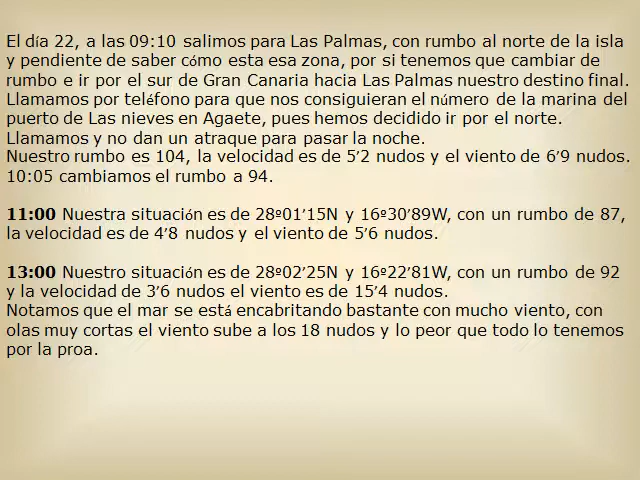 El día 22, a las 09:10 salimos para Las Palmas, con rumbo al norte de la isla
y pendiente de saber cómo esta esa zona, por si tenemos que cambiar de
rumbo e ir por el sur de Gran Canaria hacia Las Palmas nuestro destino final.
Llamamos por teléfono para que nos consiguieran el número de la marina del
puerto de Las nieves en Agaete, pues hemos decidido ir por el norte.
Llamamos y no dan un atraque para pasar la noche.
Nuestro rumbo es 104, la velocidad es de 5’2 nudos y el viento de 6’9 nudos.
10:05 cambiamos el rumbo a 94.
11:00 Nuestra situación es de 28º01’15N y 16º30’89W, con un rumbo de 87,
la velocidad es de 4’8 nudos y el viento de 5’6 nudos.
13:00 Nuestro situación es de 28º02’25N y 16º22’81W, con un rumbo de 92
y la velocidad de 3’6 nudos el viento es de 15’4 nudos.
Notamos que el mar se está encabritando bastante con mucho viento, con
olas muy cortas el viento sube a los 18 nudos y lo peor que todo lo tenemos
por la proa.